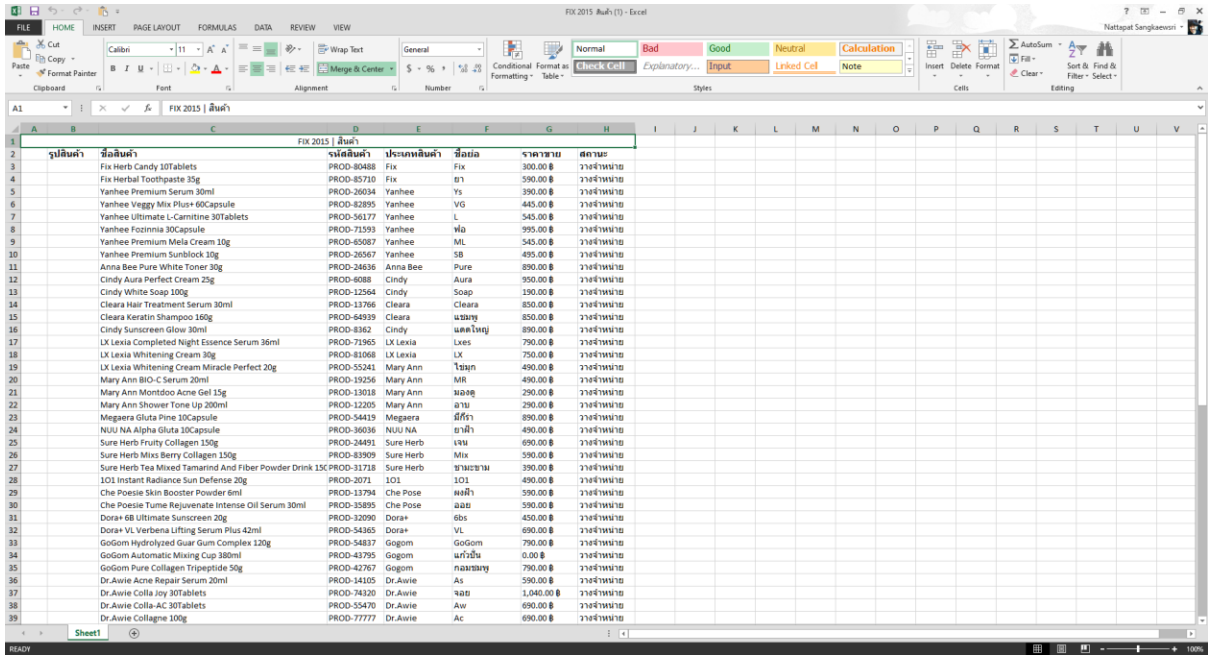 FIX 2015 สินค้า (1) - Excel
FILE HOME INSERT PAGE LAYOUT FORMULAS DATA REVIEW VIEW Nattapat Sangkaewsri
Cut
Copy
Format Painter
Paste
Clipboard
Calibri 11
B I U
Font
Wrap Text
Merge & Center
Alignment
General
$ % ,
Number
Conditional Formatting
Format as Table
Normal Bad Good Neutral Calculation
Check Cell Explanatory... Input Linked Cell Note
Styles
Insert Delete Format
Cells
AutoSum
Fill
Clear
Sort & Filter
Find & Select
Editing
A1 fx FIX 2015 | สินค้า
A B C D E F G H I J K L M N O P Q R S T U V
1 FIX 2015 | สินค้า
2 รูปสินค้า ชื่อสินค้า รหัสสินค้า ประเภทสินค้า ชื่อย่อ ราคาขาย สถานะ
3 Fix Herb Candy 10Tablets PROD-80488 Fix Fix 300.00 ฿ วางจำหน่าย
4 Fix Herbal Toothpaste 35g PROD-85710 Fix ยา 590.00 ฿ วางจำหน่าย
5 Yanhee Premium Serum 30ml PROD-26034 Yanhee Ys 390.00 ฿ วางจำหน่าย
6 Yanhee Veggy Mix Plus+ 60Capsule PROD-82895 Yanhee VG 445.00 ฿ วางจำหน่าย
7 Yanhee Ultimate L-Carnitine 30Tablets PROD-56177 Yanhee L 545.00 ฿ วางจำหน่าย
8 Yanhee Fozinnia 30Capsule PROD-71593 Yanhee ฟอ 995.00 ฿ วางจำหน่าย
9 Yanhee Premium Mela Cream 10g PROD-65087 Yanhee ML 545.00 ฿ วางจำหน่าย
10 Yanhee Premium Sunblock 10g PROD-26567 Yanhee SB 495.00 ฿ วางจำหน่าย
11 Anna Bee Pure White Toner 30g PROD-24636 Anna Bee Pure 890.00 ฿ วางจำหน่าย
12 Cindy Aura Perfect Cream 25g PROD-6088 Cindy Aura 950.00 ฿ วางจำหน่าย
13 Cindy White Soap 100g PROD-12564 Cindy Soap 190.00 ฿ วางจำหน่าย
14 Cleara Hair Treatment Serum 30ml PROD-13766 Cleara Cleara 850.00 ฿ วางจำหน่าย
15 Cleara Keratin Shampoo 160g PROD-64939 Cleara แชมพู 850.00 ฿ วางจำหน่าย
16 Cindy Sunscreen Glow 30ml PROD-8362 Cindy แดดใหญ่ 890.00 ฿ วางจำหน่าย
17 LX Lexia Completed Night Essence Serum 36ml PROD-71965 LX Lexia Lxes 790.00 ฿ วางจำหน่าย
18 LX Lexia Whitening Cream 30g PROD-81068 LX Lexia LX 750.00 ฿ วางจำหน่าย
19 LX Lexia Whitening Cream Miracle Perfect 20g PROD-55241 Mary Ann ไข่มุก 490.00 ฿ วางจำหน่าย
20 Mary Ann BIO-C Serum 20ml PROD-19256 Mary Ann MR 490.00 ฿ วางจำหน่าย
21 Mary Ann Montdoo Acne Gel 15g PROD-13018 Mary Ann มองดู 290.00 ฿ วางจำหน่าย
22 Mary Ann Shower Tone Up 200ml PROD-12205 Mary Ann อาบ 290.00 ฿ วางจำหน่าย
23 Megaera Gluta Pine 10Capsule PROD-54419 Megaera มีกีร่า 890.00 ฿ วางจำหน่าย
24 NUU NA Alpha Gluta 10Capsule PROD-36036 NUU NA ยาฝ้า 490.00 ฿ วางจำหน่าย
25 Sure Herb Fruity Collagen 150g PROD-24491 Sure Herb เจน 690.00 ฿ วางจำหน่าย
26 Sure Herb Mixs Berry Collagen 150g PROD-83909 Sure Herb Mix 590.00 ฿ วางจำหน่าย
27 Sure Herb Tea Mixed Tamarind And Fiber Powder Drink 150 PROD-31718 Sure Herb ชามะขาม 390.00 ฿ วางจำหน่าย
28 1O1 Instant Radiance Sun Defense 20g PROD-2071 1O1 1O1 490.00 ฿ วางจำหน่าย
29 Che Poesie Skin Booster Powder 6ml PROD-13794 Che Pose ผงฝ้า 590.00 ฿ วางจำหน่าย
30 Che Poesie Tume Rejuvenate Intense Oil Serum 30ml PROD-35895 Che Pose ออย 590.00 ฿ วางจำหน่าย
31 Dora+ 6B Ultimate Sunscreen 20g PROD-32090 Dora+ 6bs 450.00 ฿ วางจำหน่าย
32 Dora+ VL Verbena Lifting Serum Plus 42ml PROD-54365 Dora+ VL 690.00 ฿ วางจำหน่าย
33 GoGom Hydrolyzed Guar Gum Complex 120g PROD-54837 Gogom GoGom 790.00 ฿ วางจำหน่าย
34 GoGom Automatic Mixing Cup 380ml PROD-43795 Gogom แก้วปั่น 0.00 ฿ วางจำหน่าย
35 GoGom Pure Collagen Tripeptide 50g PROD-42767 Gogom กอมชมพู 790.00 ฿ วางจำหน่าย
36 Dr.Awie Acne Repair Serum 20ml PROD-14105 Dr.Awie As 590.00 ฿ วางจำหน่าย
37 Dr.Awie Colla Joy 30Tablets PROD-74320 Dr.Awie จอย 1,040.00 ฿ วางจำหน่าย
38 Dr.Awie Colla-AC 30Tablets PROD-55470 Dr.Awie Aw 690.00 ฿ วางจำหน่าย
39 Dr.Awie Collagne 100g PROD-77777 Dr.Awie Ac 690.00 ฿ วางจำหน่าย
Sheet1
READY 100%